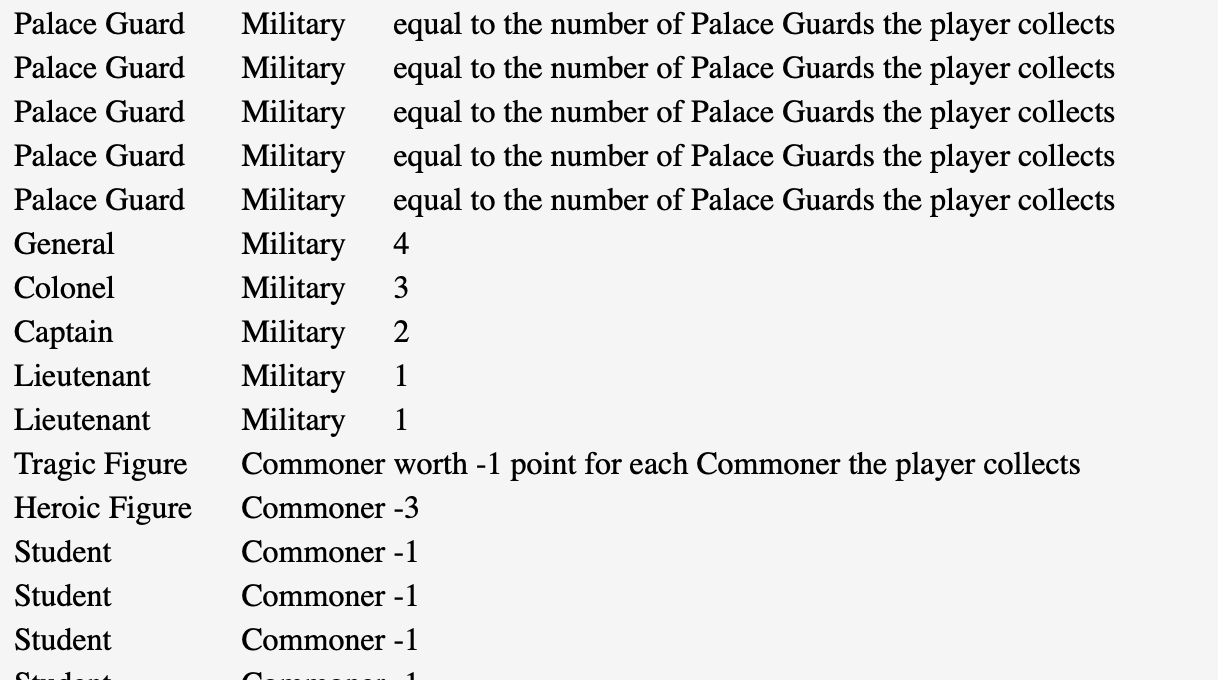 Palace Guard Military equal to the number of Palace Guards the player collects
Palace Guard Military equal to the number of Palace Guards the player collects
Palace Guard Military equal to the number of Palace Guards the player collects
Palace Guard Military equal to the number of Palace Guards the player collects
Palace Guard Military equal to the number of Palace Guards the player collects
General Military 4
Colonel Military 3
Captain Military 2
Lieutenant Military 1
Lieutenant Military 1
Tragic Figure Commoner worth -1 point for each Commoner the player collects
Heroic Figure Commoner -3
Student Commoner -1
Student Commoner -1
Student Commoner -1
Student Commoner -1